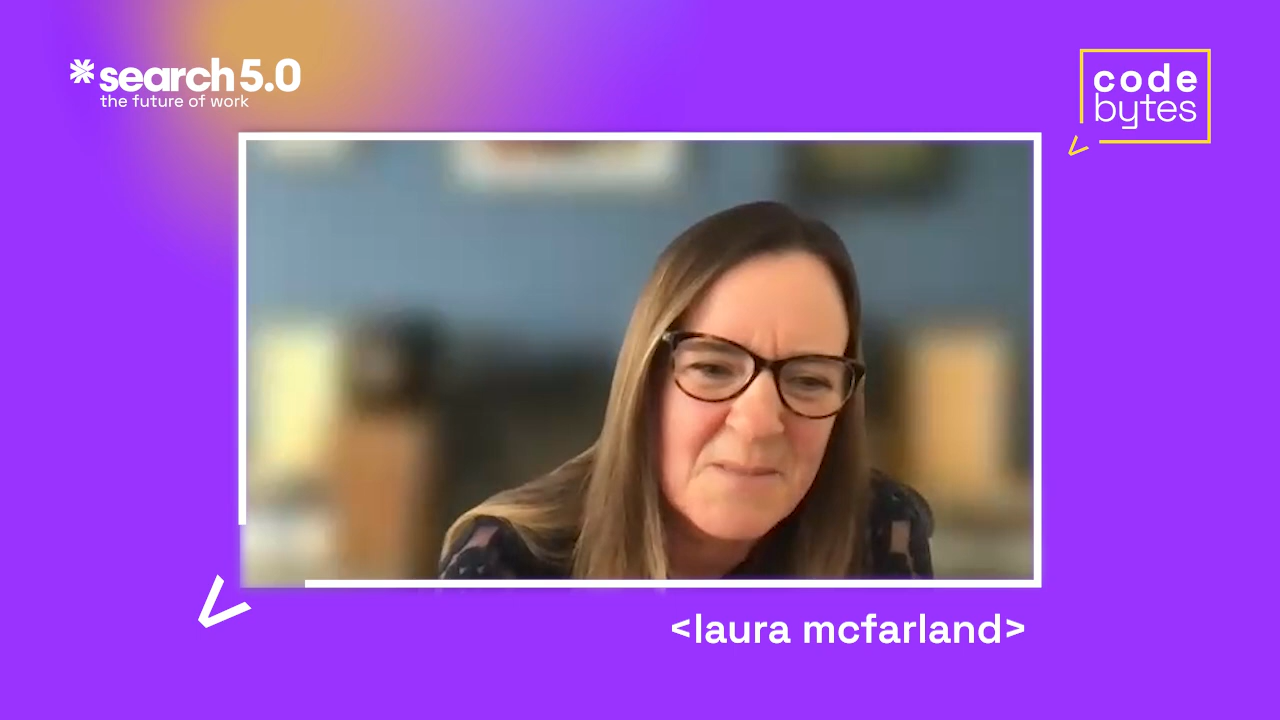 *search 5.0
the future of work
code
bytes
<laura mcfarland>